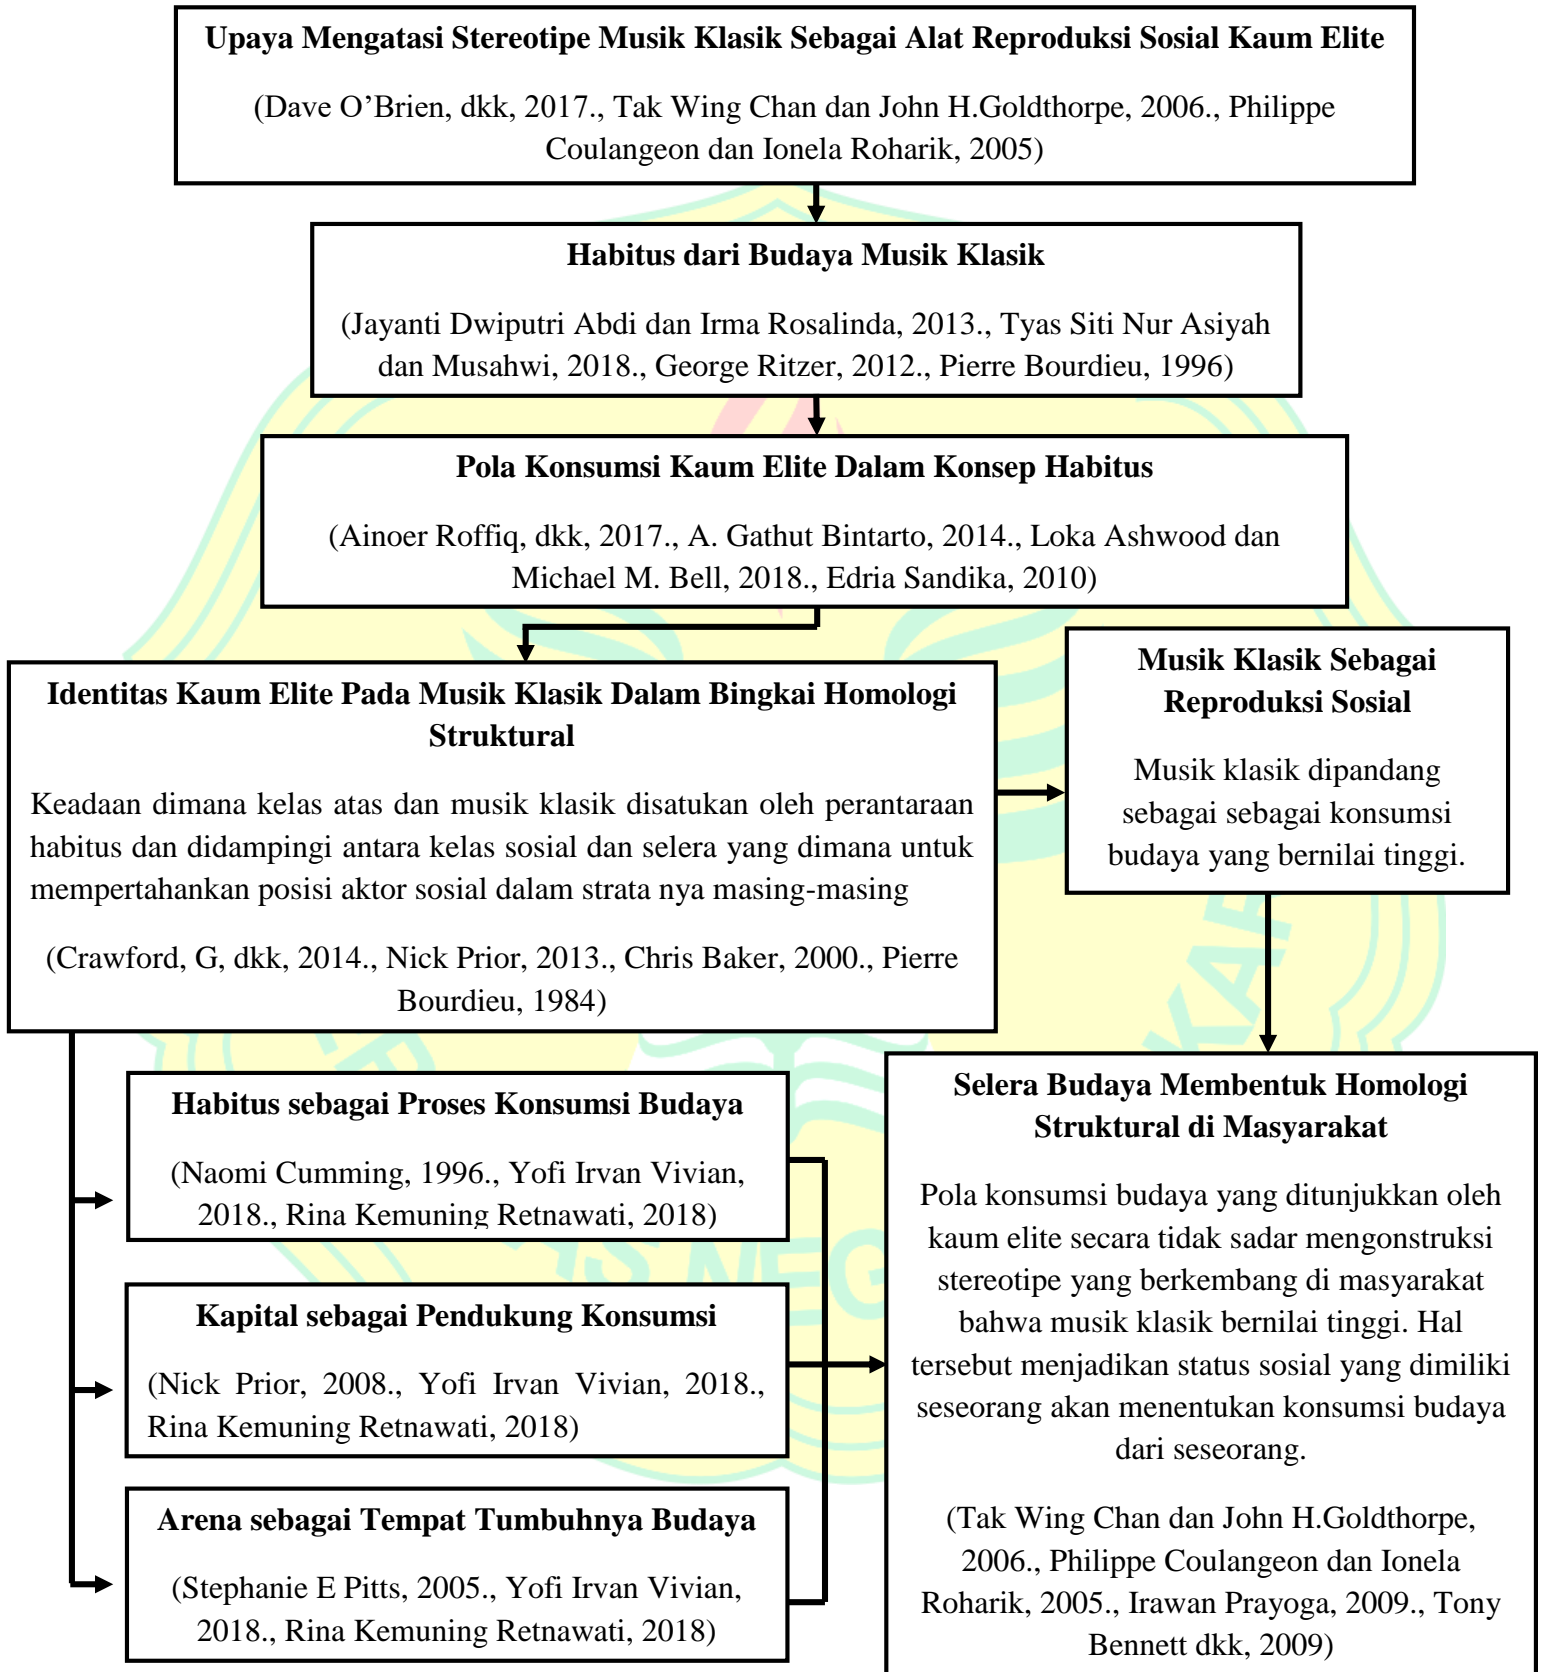 Upaya Mengatasi Stereotipe Musik Klasik Sebagai Alat Reproduksi Sosial Kaum Elite
(Dave O’Brien, dkk, 2017., Tak Wing Chan dan John H.Goldthorpe, 2006., Philippe
Coulangeon dan Ionela Roharik, 2005)
Habitus dari Budaya Musik Klasik
(Jayanti Dwiputri Abdi dan Irma Rosalinda, 2013., Tyas Siti Nur Asiyah
dan Musahwi, 2018., George Ritzer, 2012., Pierre Bourdieu, 1996)
Pola Konsumsi Kaum Elite Dalam Konsep Habitus
(Ainoer Roffiq, dkk, 2017., A. Gathut Bintarto, 2014., Loka Ashwood dan
Michael M. Bell, 2018., Edria Sandika, 2010)
Identitas Kaum Elite Pada Musik Klasik Dalam Bingkai Homologi
Struktural
Keadaan dimana kelas atas dan musik klasik disatukan oleh perantaraan
habitus dan didampingi antara kelas sosial dan selera yang dimana untuk
mempertahankan posisi aktor sosial dalam strata nya masing-masing
(Crawford, G, dkk, 2014., Nick Prior, 2013., Chris Baker, 2000., Pierre
Bourdieu, 1984)
Musik Klasik Sebagai
Reproduksi Sosial
Musik klasik dipandang
sebagai sebagai konsumsi
budaya yang bernilai tinggi.
Habitus sebagai Proses Konsumsi Budaya
(Naomi Cumming, 1996., Yofi Irvan Vivian,
2018., Rina Kemuning Retnawati, 2018)
Kapital sebagai Pendukung Konsumsi
(Nick Prior, 2008., Yofi Irvan Vivian, 2018.,
Rina Kemuning Retnawati, 2018)
Arena sebagai Tempat Tumbuhnya Budaya
(Stephanie E Pitts, 2005., Yofi Irvan Vivian,
2018., Rina Kemuning Retnawati, 2018)
Selera Budaya Membentuk Homologi
Struktural di Masyarakat
Pola konsumsi budaya yang ditunjukkan oleh
kaum elite secara tidak sadar mengonstruksi
stereotipe yang berkembang di masyarakat
bahwa musik klasik bernilai tinggi. Hal
tersebut menjadikan status sosial yang dimiliki
seseorang akan menentukan konsumsi budaya
dari seseorang.
(Tak Wing Chan dan John H.Goldthorpe,
2006., Philippe Coulangeon dan Ionela
Roharik, 2005., Irawan Prayoga, 2009., Tony
Bennett dkk, 2009)